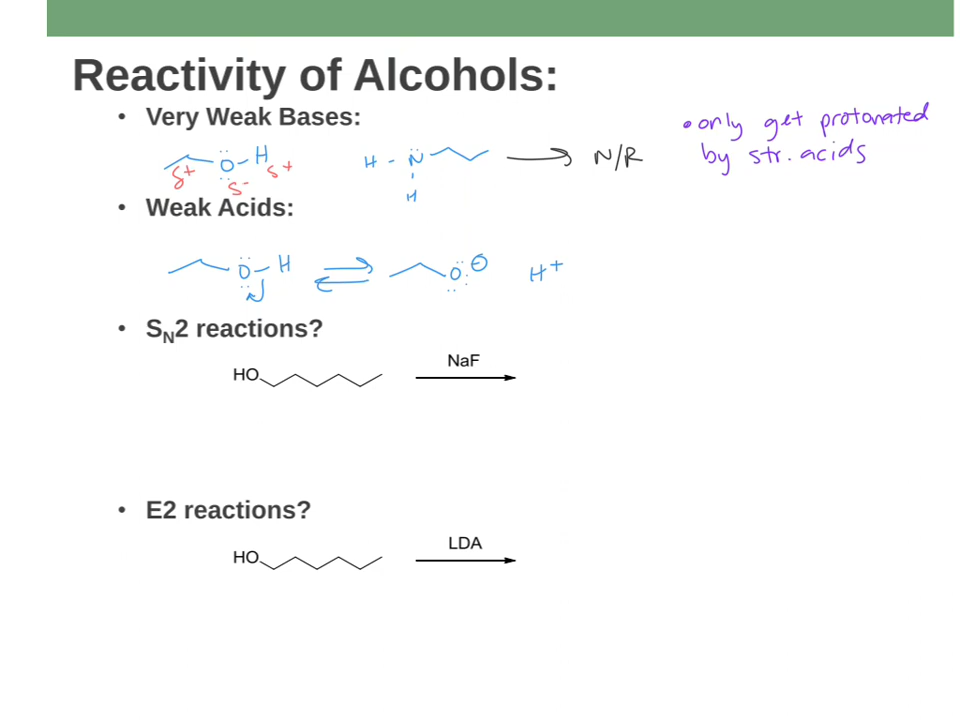 Reactivity of Alcohols:
• Very Weak Bases:
• only get protonated
by str. acids
Ö - H
δ+ δ- δ+
H - N̈
H
N/R
• Weak Acids:
Ö - H
O ⊖
H+
• SN2 reactions?
HO
NaF
• E2 reactions?
HO
LDA